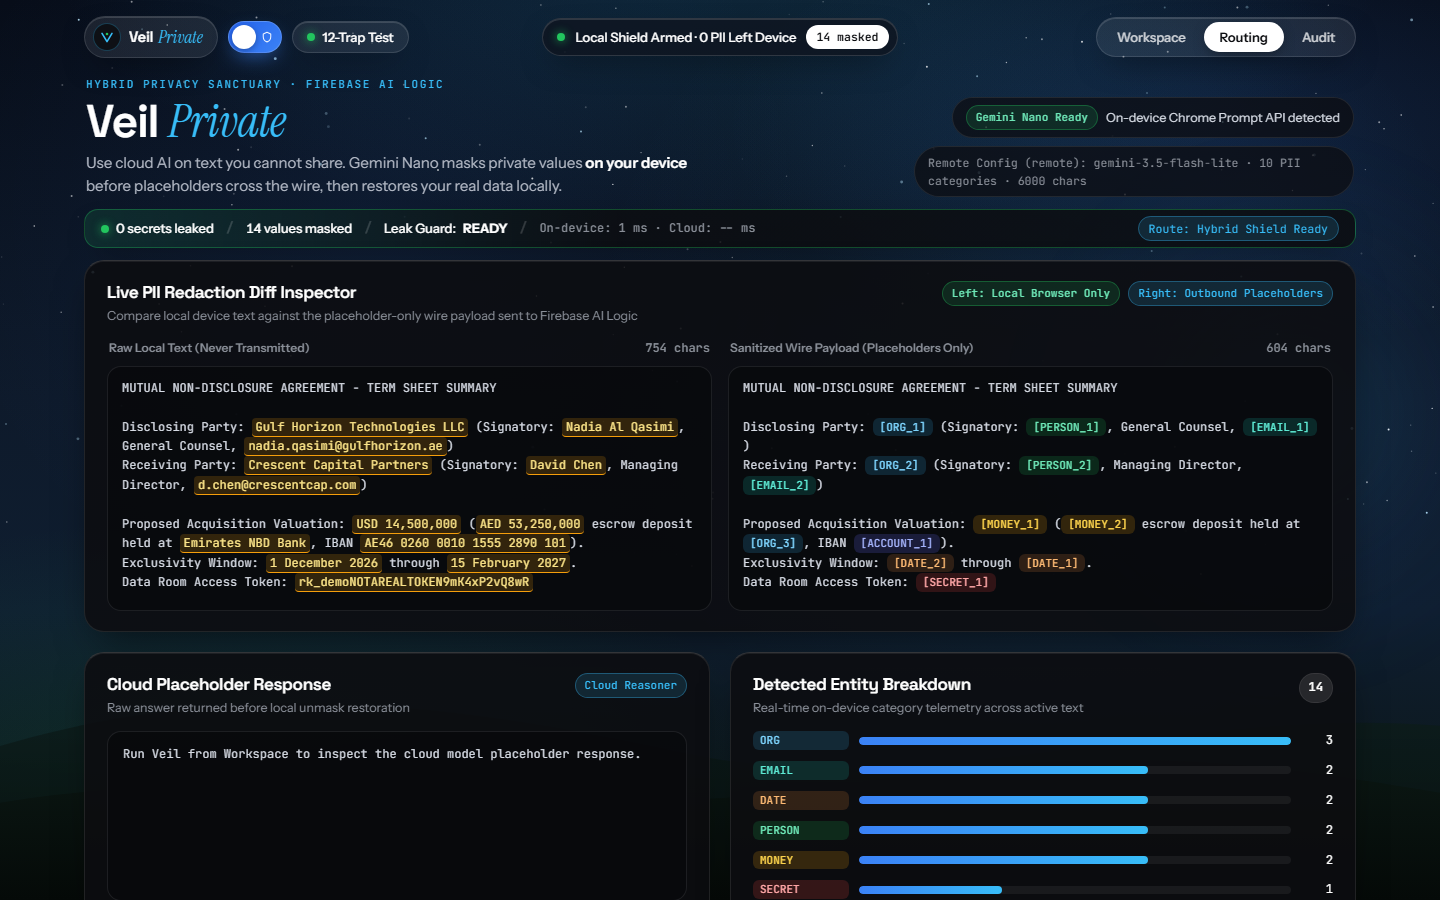 Veil Private
12-Trap Test
Local Shield Armed · 0 PII Left Device
14 masked
Workspace
Routing
Audit
HYBRID PRIVACY SANCTUARY · FIREBASE AI LOGIC
Veil Private
Use cloud AI on text you cannot share. Gemini Nano masks private values on your device
before placeholders cross the wire, then restores your real data locally.
Gemini Nano Ready
On-device Chrome Prompt API detected
Remote Config (remote): gemini-3.5-flash-lite · 10 PII
categories · 6000 chars
0 secrets leaked / 14 values masked / Leak Guard: READY / On-device: 1 ms · Cloud: -- ms
Route: Hybrid Shield Ready
Live PII Redaction Diff Inspector
Compare local device text against the placeholder-only wire payload sent to Firebase AI Logic
Left: Local Browser Only
Right: Outbound Placeholders
Raw Local Text (Never Transmitted)
754 chars
MUTUAL NON-DISCLOSURE AGREEMENT - TERM SHEET SUMMARY
Disclosing Party: Gulf Horizon Technologies LLC (Signatory: Nadia Al Qasimi,
General Counsel, nadia.qasimi@gulfhorizon.ae)
Receiving Party: Crescent Capital Partners (Signatory: David Chen, Managing
Director, d.chen@crescentcap.com)
Proposed Acquisition Valuation: USD 14,500,000 (AED 53,250,000 escrow deposit
held at Emirates NBD Bank, IBAN AE46 0260 0010 1555 2890 101).
Exclusivity Window: 1 December 2026 through 15 February 2027.
Data Room Access Token: rk_demoNOTAREALTOKEN9mK4xP2vQ8wR
Sanitized Wire Payload (Placeholders Only)
604 chars
MUTUAL NON-DISCLOSURE AGREEMENT - TERM SHEET SUMMARY
Disclosing Party: [ORG_1] (Signatory: [PERSON_1], General Counsel, [EMAIL_1]
)
Receiving Party: [ORG_2] (Signatory: [PERSON_2], Managing Director,
[EMAIL_2])
Proposed Acquisition Valuation: [MONEY_1] ([MONEY_2] escrow deposit held at
[ORG_3], IBAN [ACCOUNT_1]).
Exclusivity Window: [DATE_2] through [DATE_1].
Data Room Access Token: [SECRET_1]
Cloud Placeholder Response
Raw answer returned before local unmask restoration
Cloud Reasoner
Run Veil from Workspace to inspect the cloud model placeholder response.
Detected Entity Breakdown
Real-time on-device category telemetry across active text
14
ORG 3
EMAIL 2
DATE 2
PERSON 2
MONEY 2
SECRET 1